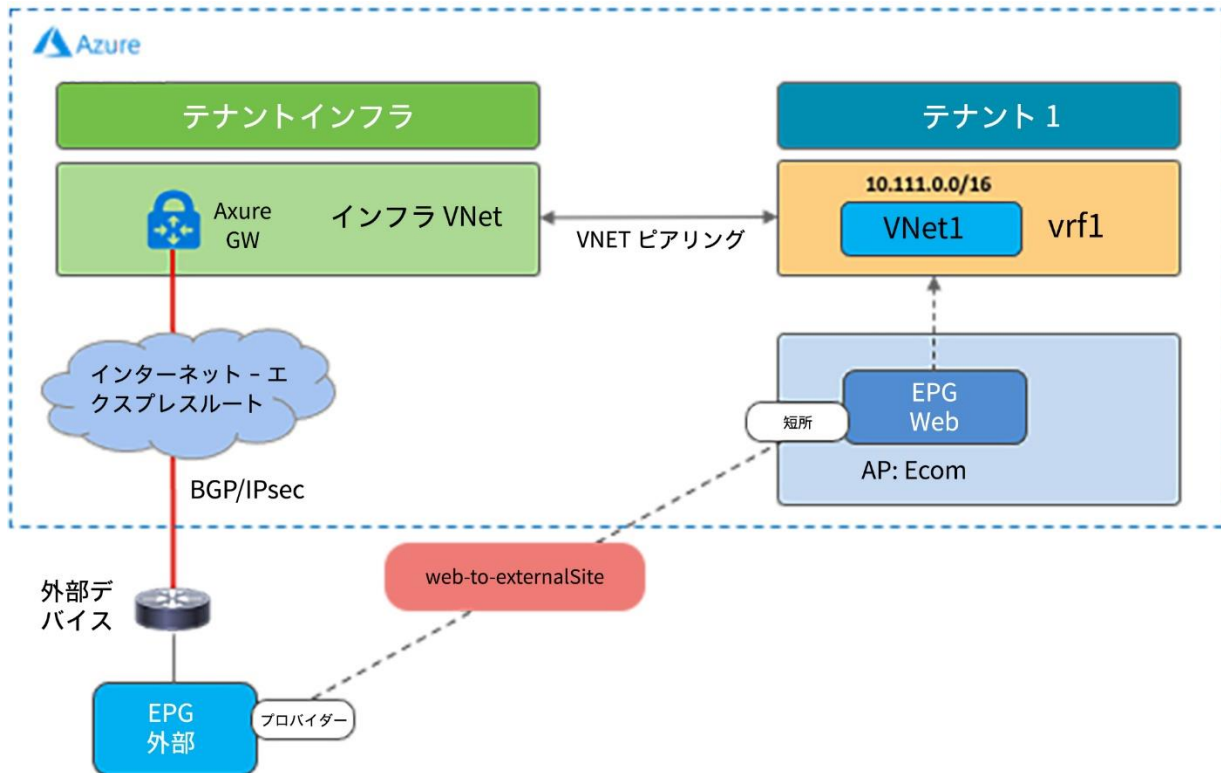 Azure
テナントインフラ
テナント 1
Axure
GW
インフラ VNet
VNET ピアリング
10.111.0.0/16
VNet1
vrf1
インターネット – エ
クスプレスルート
BGP/IPsec
EPG
Web
短所
AP: Ecom
web-to-externalSite
外部デ
バイス
EPG
外部
プロバイダー